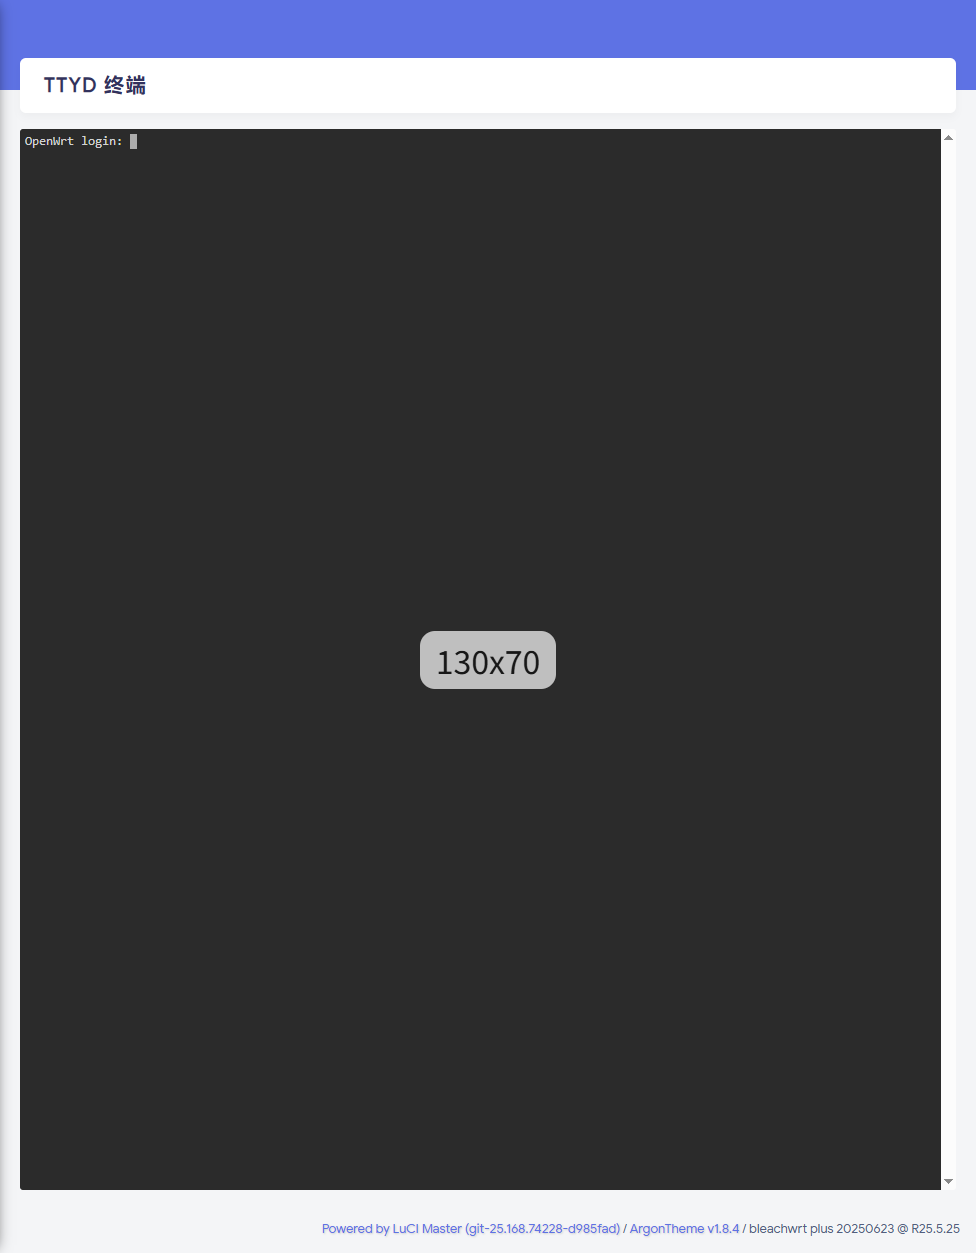 TTYD 终端
OpenWrt login:
130x70
Powered by LuCI Master (git-25.168.74228-d985fad) / ArgonTheme v1.8.4 / bleachwrt plus 20250623 @ R25.5.25